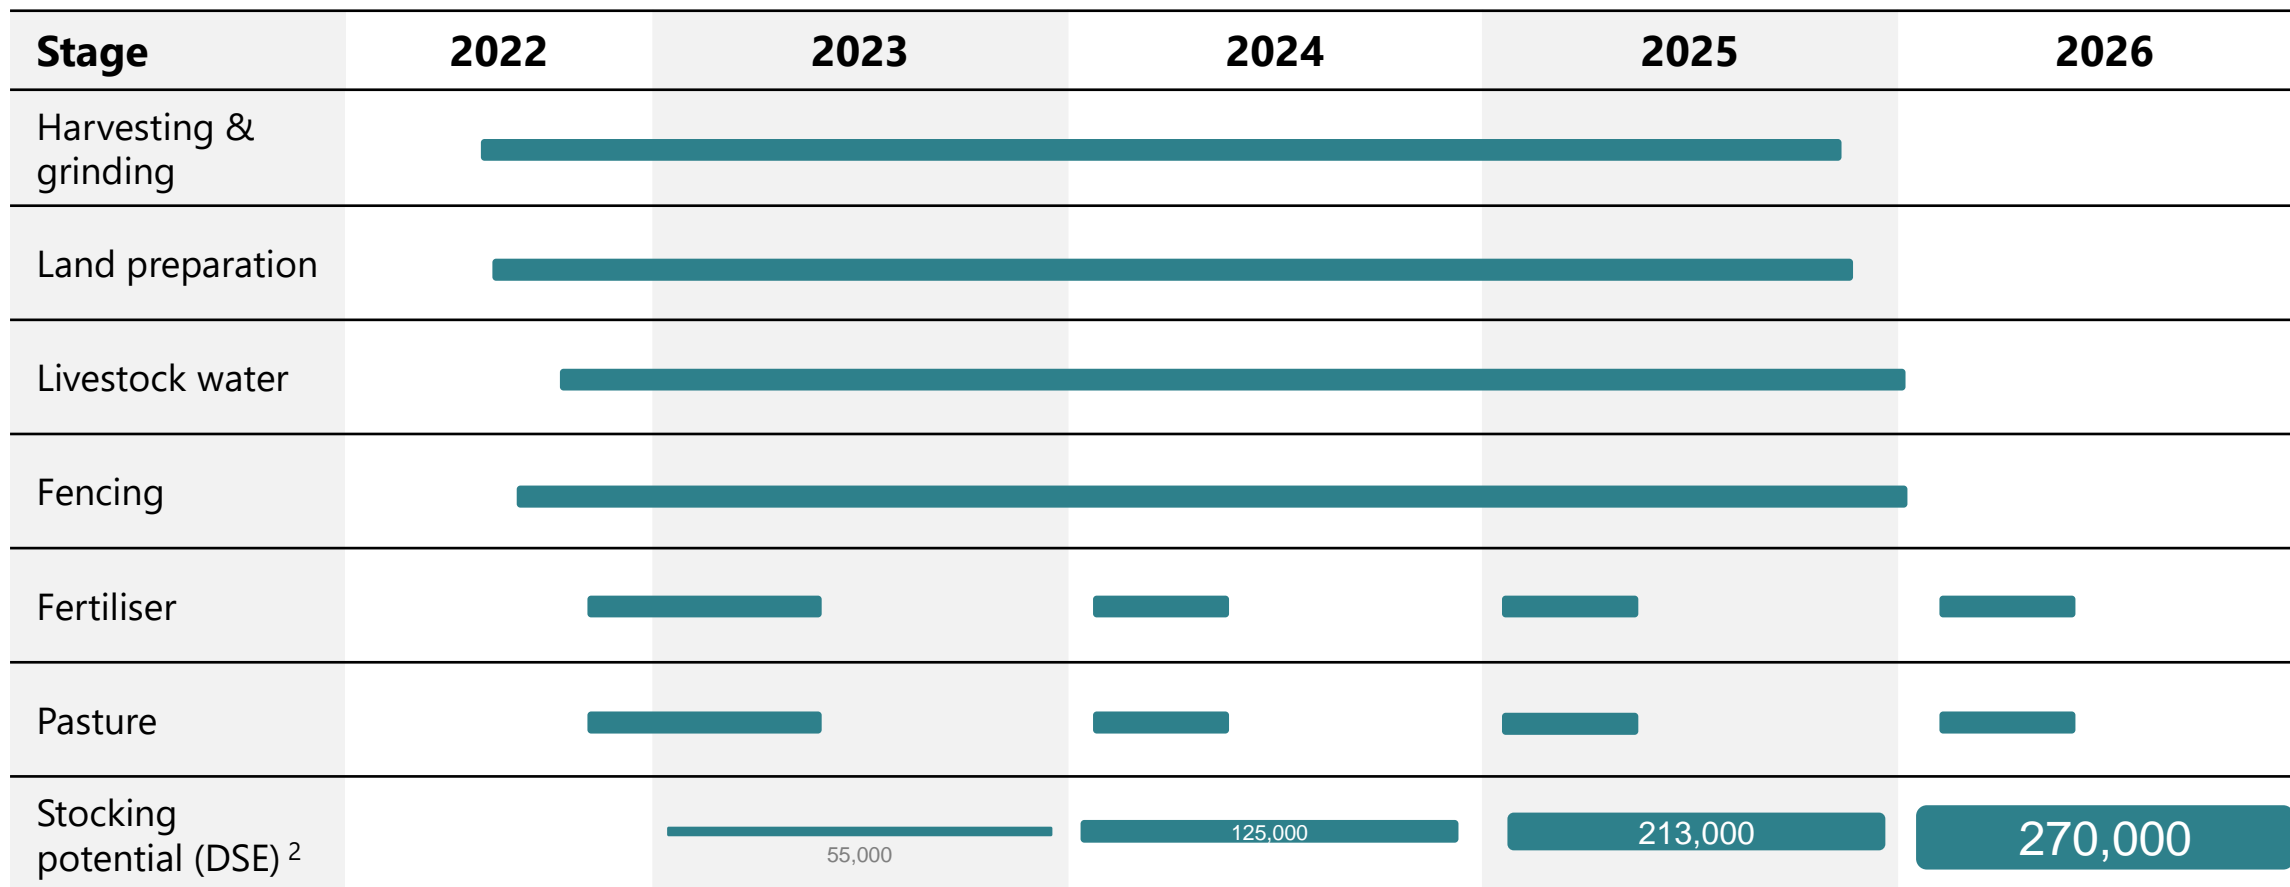 Stage 2022 2023 2024 2025 2026
Harvesting &
grinding
Land preparation
Livestock water
Fencing
Fertiliser
Pasture
Stocking
potential (DSE) 2
55,000
125,000
213,000
270,000